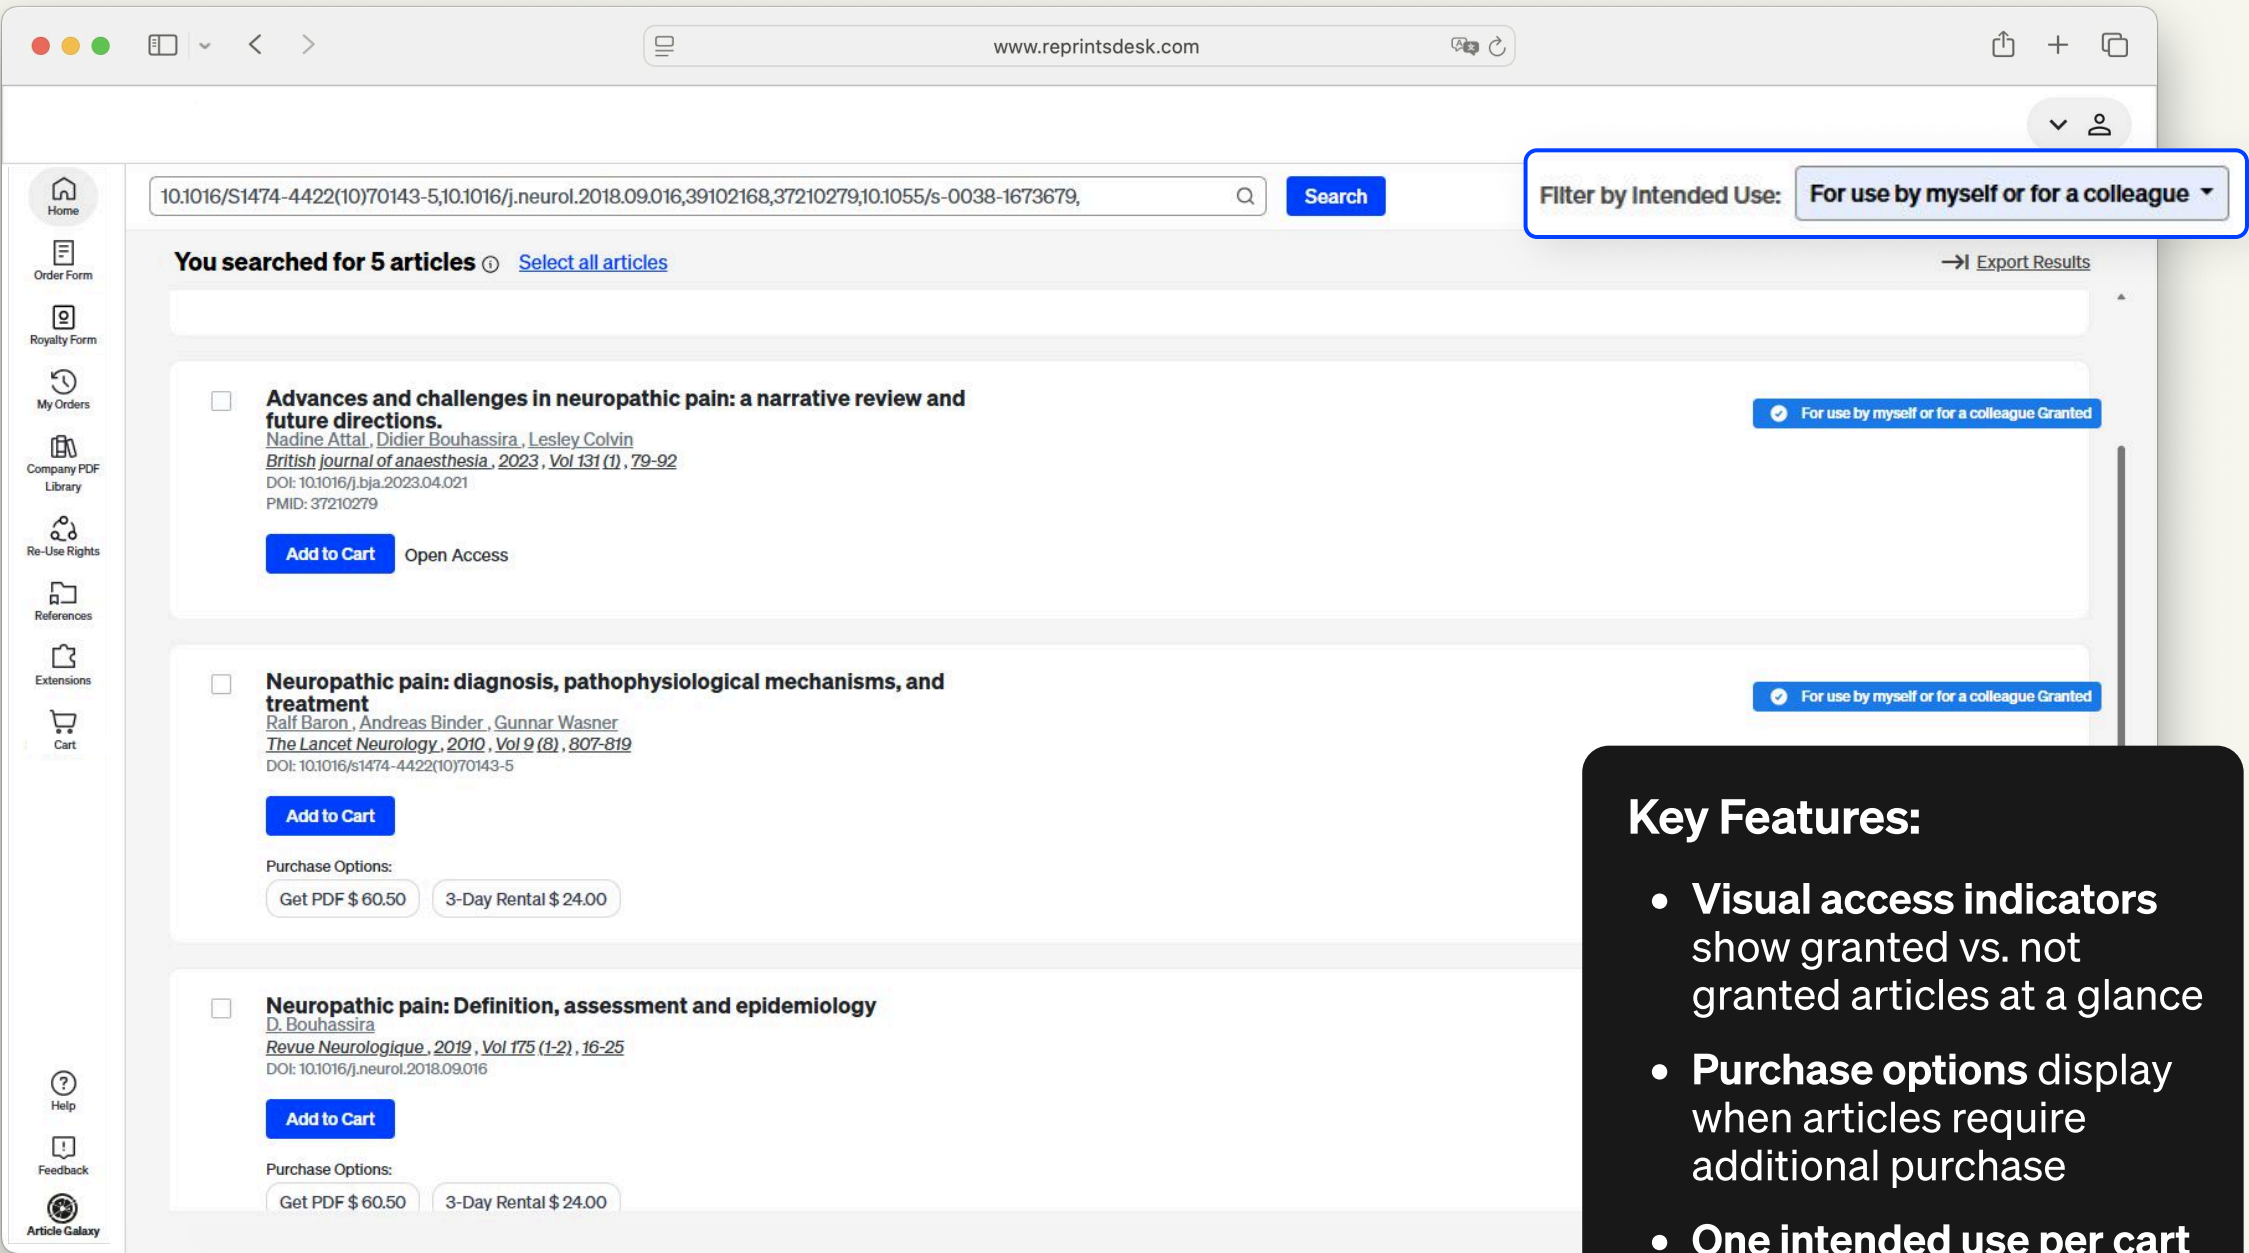 www.reprintsdesk.com
Home
10.1016/S1474-4422(10)70143-5,10.1016/j.neurol.2018.09.016,39102168,37210279,10.1055/s-0038-1673679,
Search
Filter by Intended Use:
For use by myself or for a colleague
Order Form
Royalty Form
My Orders
Company PDF
Library
Re-Use Rights
References
Extensions
Cart
Help
Feedback
Article Galaxy
You searched for 5 articles
Select all articles
Export Results
Advances and challenges in neuropathic pain: a narrative review and
future directions.
Nadine Attal , Didier Bouhassira , Lesley Colvin
British journal of anaesthesia , 2023 , Vol 131 (1) , 79-92
DOI: 10.1016/j.bja.2023.04.021
PMID: 37210279
Add to Cart
Open Access
For use by myself or for a colleague Granted
Neuropathic pain: diagnosis, pathophysiological mechanisms, and
treatment
Ralf Baron , Andreas Binder , Gunnar Wasner
The Lancet Neurology , 2010 , Vol 9 (8) , 807-819
DOI: 10.1016/s1474-4422(10)70143-5
Add to Cart
Purchase Options:
Get PDF $ 60.50
3-Day Rental $ 24.00
For use by myself or for a colleague Granted
Neuropathic pain: Definition, assessment and epidemiology
D. Bouhassira
Revue Neurologique , 2019 , Vol 175 (1-2) , 16-25
DOI: 10.1016/j.neurol.2018.09.016
Add to Cart
Purchase Options:
Get PDF $ 60.50
3-Day Rental $ 24.00
Key Features:
• Visual access indicators
show granted vs. not
granted articles at a glance
• Purchase options display
when articles require
additional purchase
• One intended use per cart